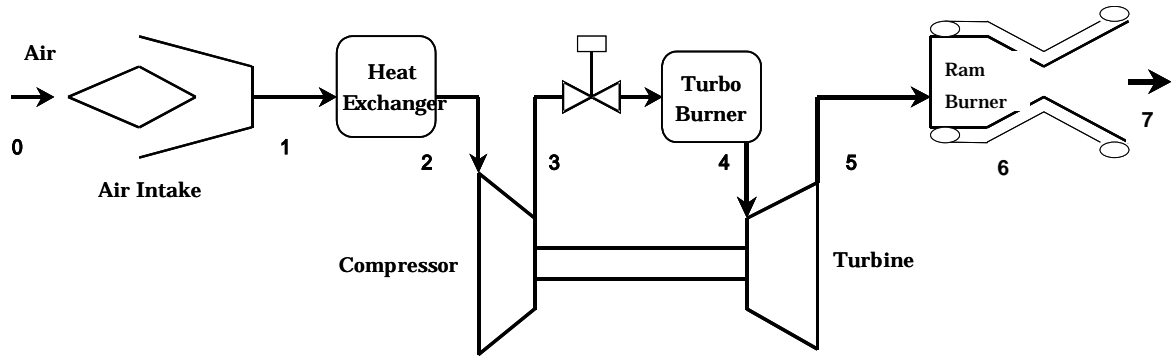 Air
0
Air Intake
1
Heat
Exchanger
2
Compressor
3
Turbo
Burner
4
5
Turbine
Ram
Burner
6
7